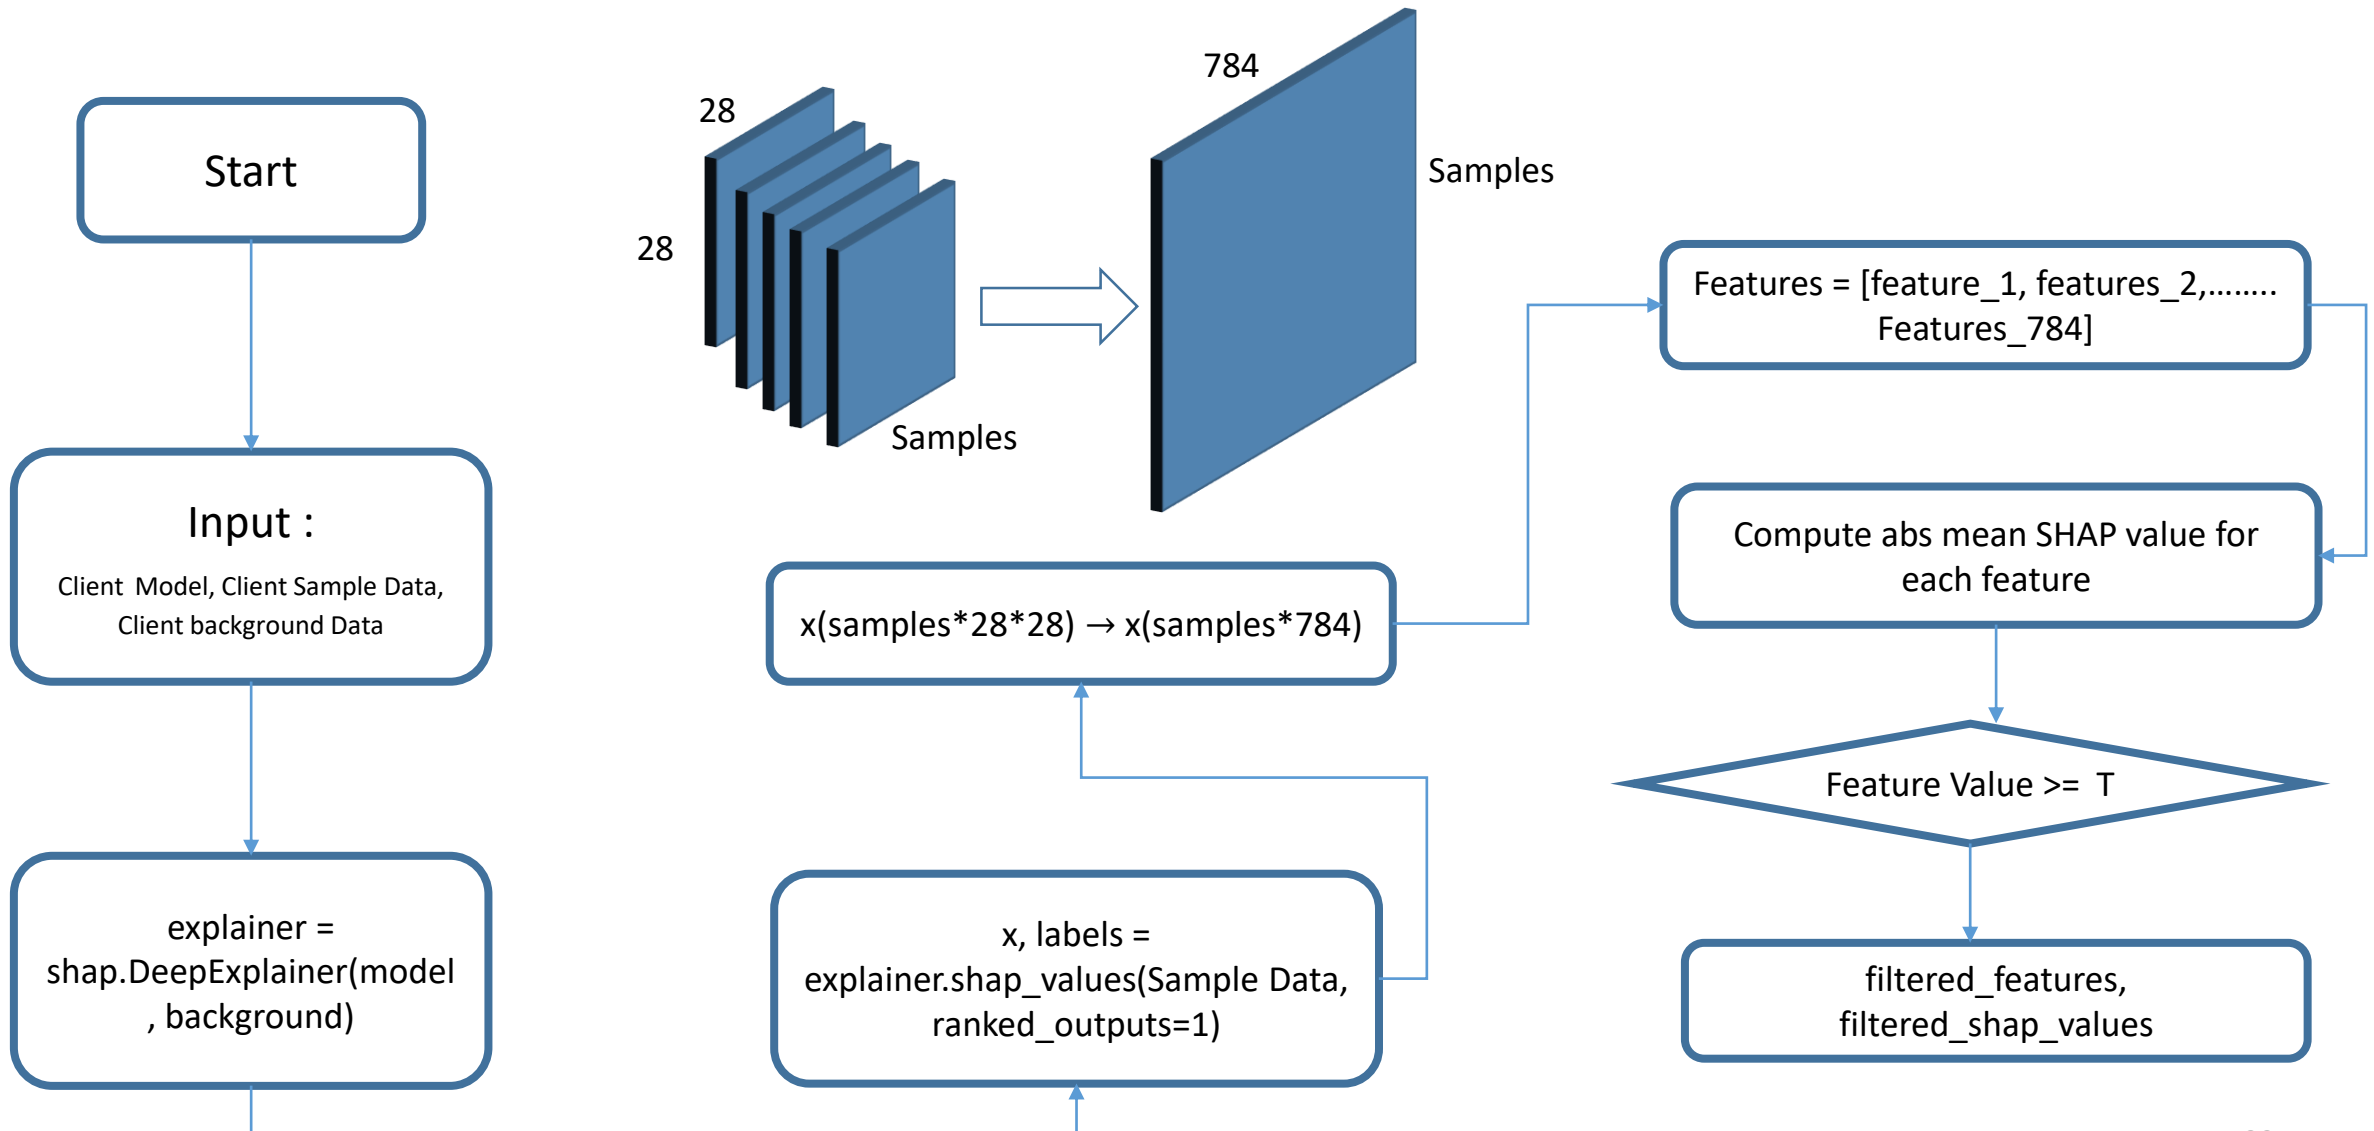 Start
Input :
Client Model, Client Sample Data,
Client background Data
explainer =
shap.DeepExplainer(model
, background)
28
28
Samples
784
Samples
x(samples*28*28) → x(samples*784)
x, labels =
explainer.shap_values(Sample Data,
ranked_outputs=1)
Features = [feature_1, features_2,……..
Features_784]
Compute abs mean SHAP value for
each feature
Feature Value >= T
filtered_features,
filtered_shap_values